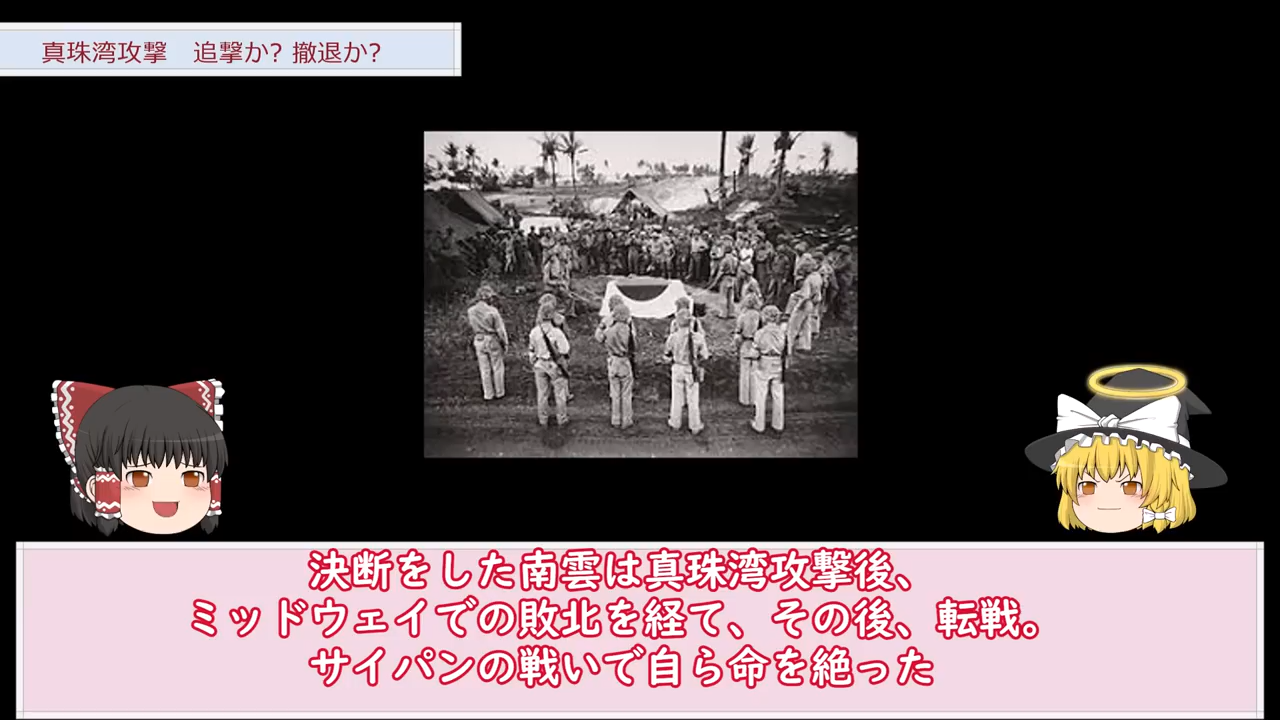 真珠湾攻撃　追撃か? 撤退か?
決断をした南雲は真珠湾攻撃後、
ミッドウェイでの敗北を経て、その後、転戦。
サイパンの戦いで自ら命を絶った